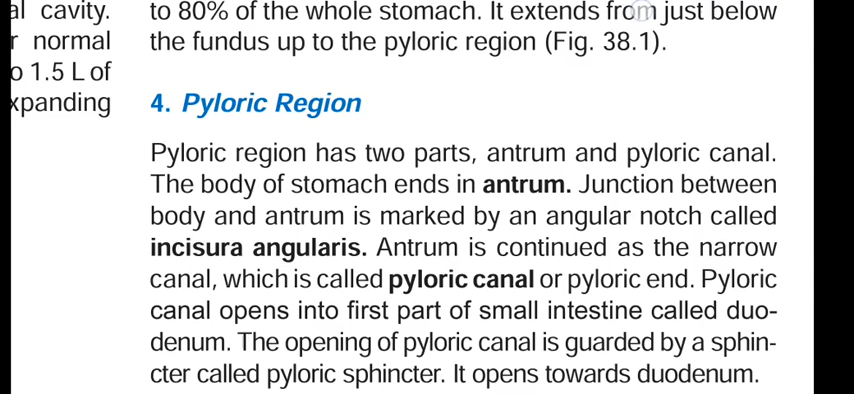 al cavity.
r normal
o 1.5 L of
xpanding
to 80% of the whole stomach. It extends from just below
the fundus up to the pyloric region (Fig. 38.1).
4. Pyloric Region
Pyloric region has two parts, antrum and pyloric canal.
The body of stomach ends in antrum. Junction between
body and antrum is marked by an angular notch called
incisura angularis. Antrum is continued as the narrow
canal, which is called pyloric canal or pyloric end. Pyloric
canal opens into first part of small intestine called duo-
denum. The opening of pyloric canal is guarded by a sphin-
cter called pyloric sphincter. It opens towards duodenum.